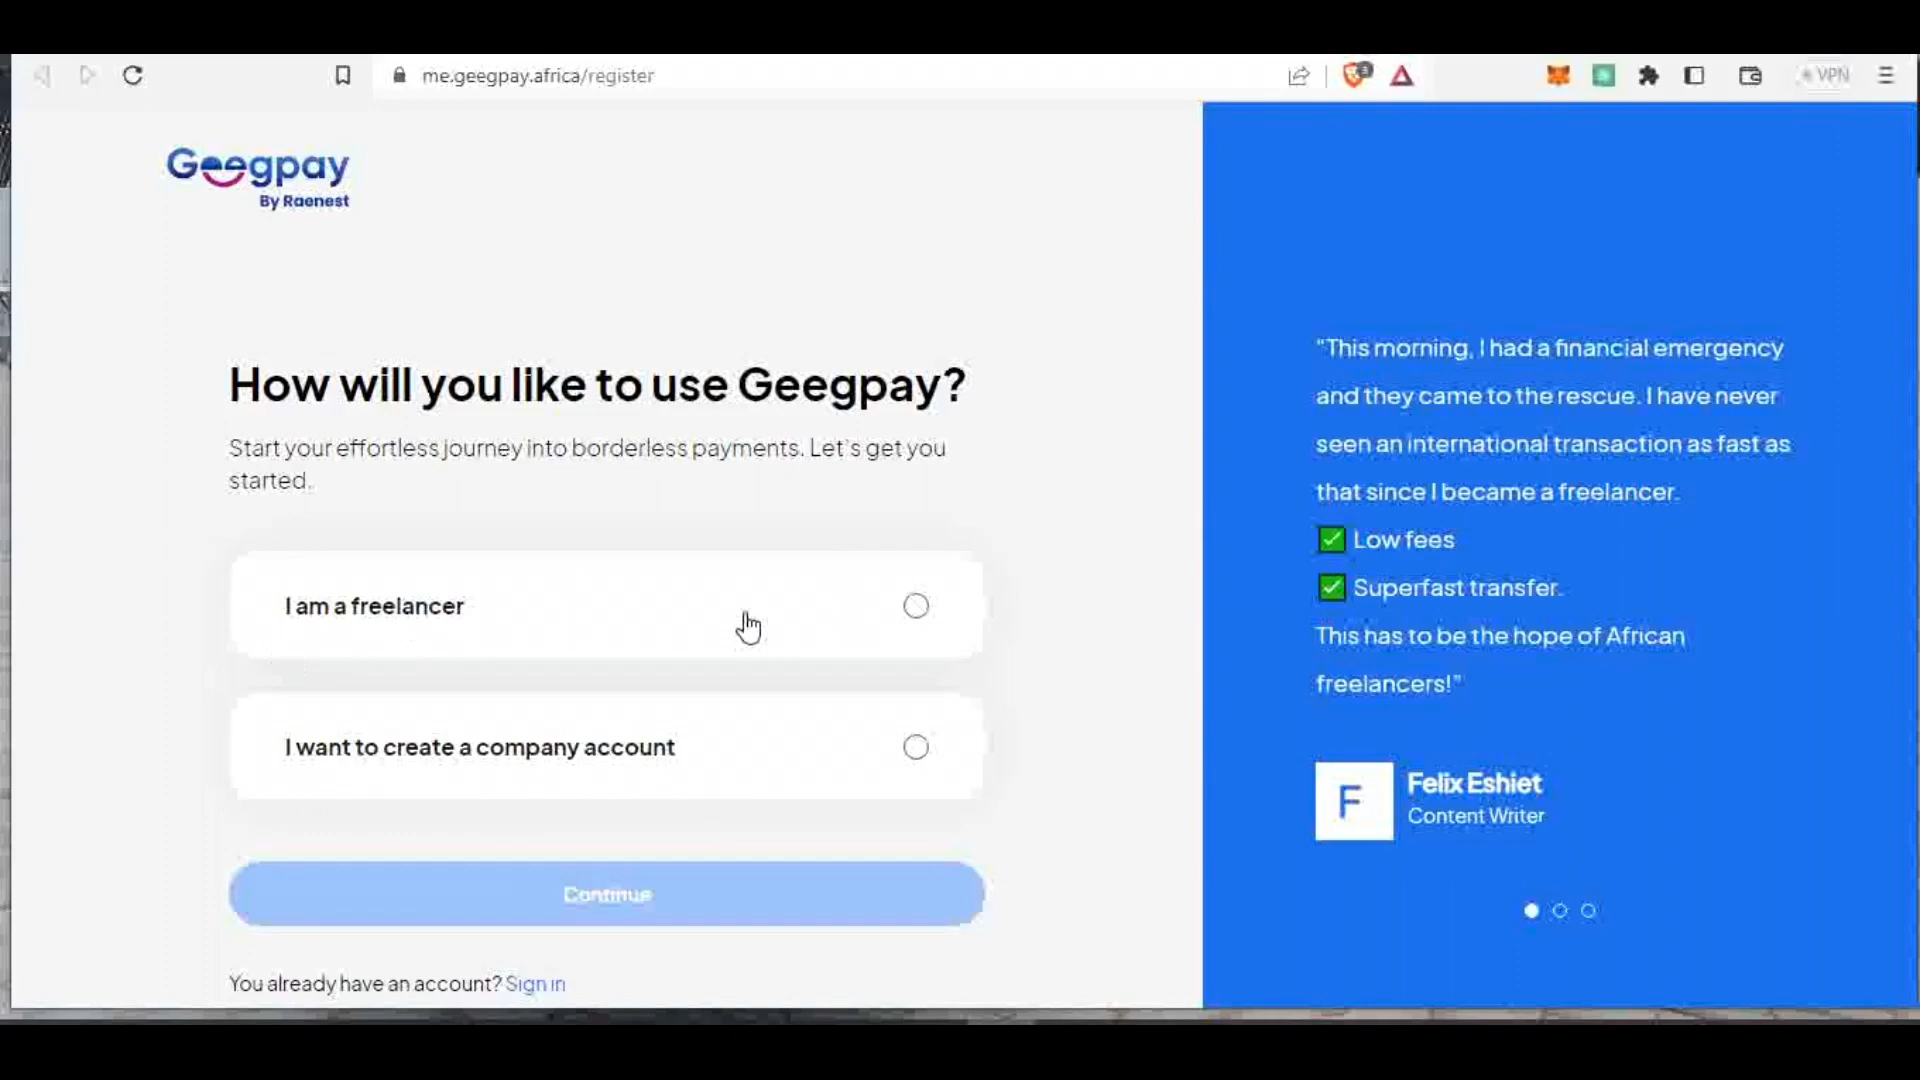 me.geegpay.africa/register
3
VPN
Geegpay
By Raenest
How will you like to use Geegpay?
Start your effortless journey into borderless payments. Let's get you
started.
I am a freelancer
I want to create a company account
Continue
You already have an account? Sign in
"This morning, I had a financial emergency
and they came to the rescue. I have never
seen an international transaction as fast as
that since I became a freelancer.
✅ Low fees
✅ Superfast transfer.
This has to be the hope of African
freelancers!"
F
Felix Eshiet
Content Writer